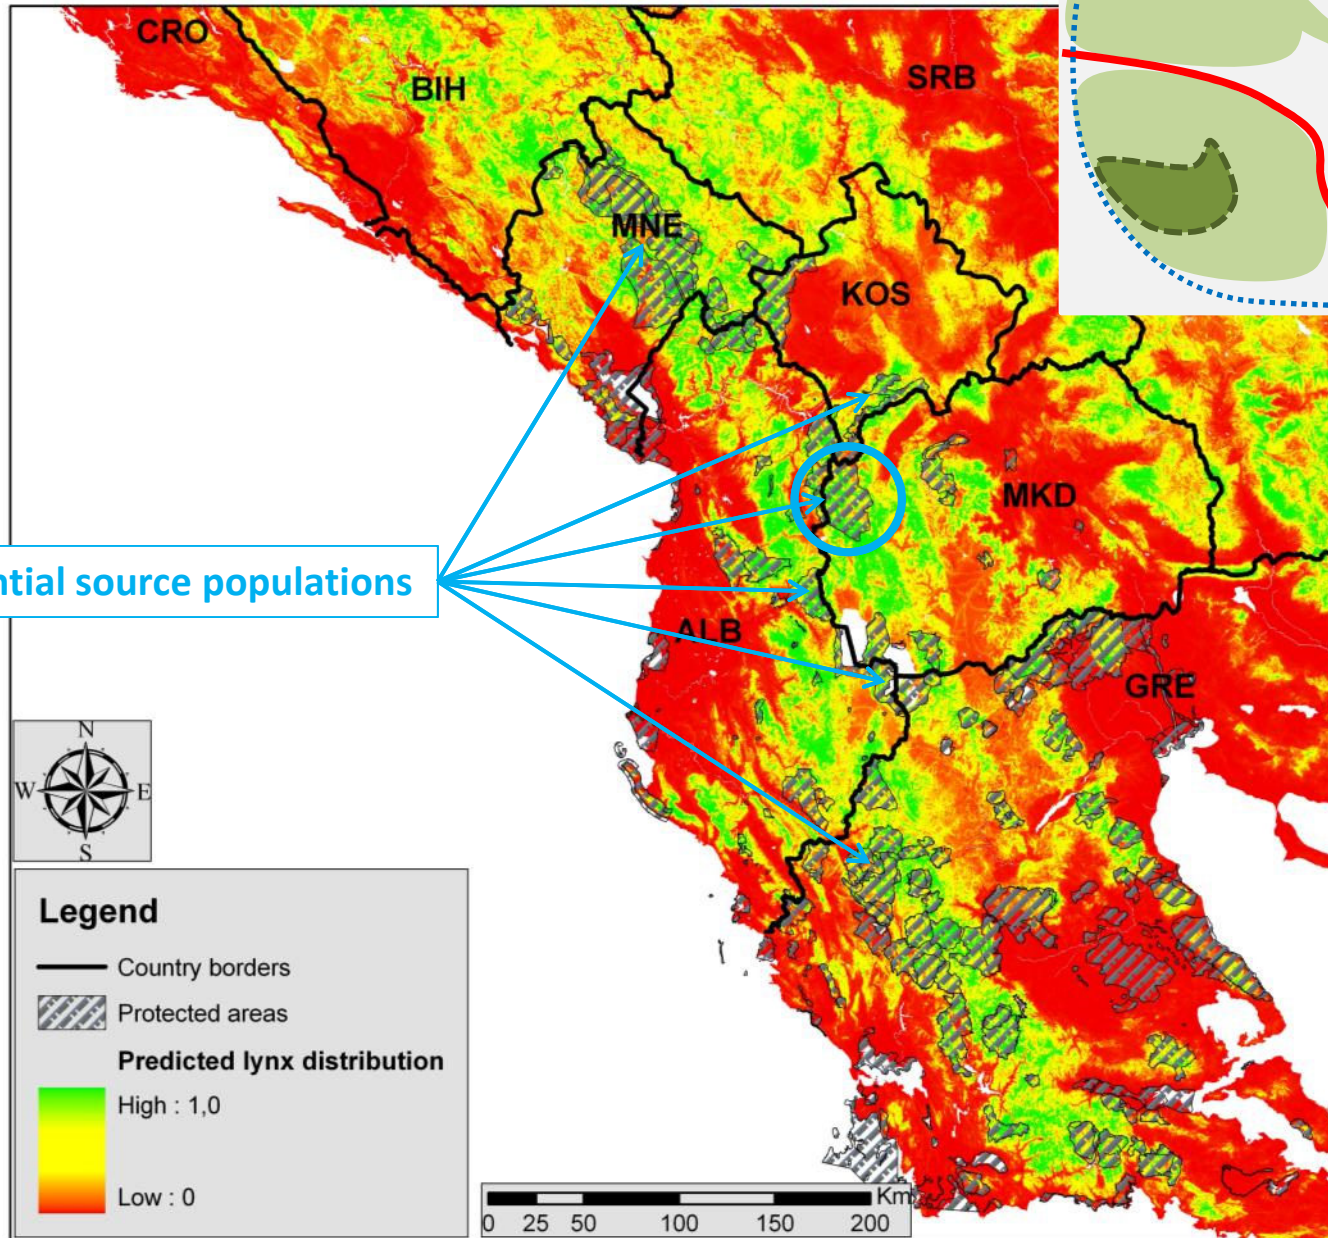 CRO
BIH
SRB
MNE
KOS
MKD
ntial source populations
ALB
GRE
N
W E
S
Legend
Country borders
Protected areas
Predicted lynx distribution
High : 1,0
Low : 0
Km
0 25 50 100 150 200